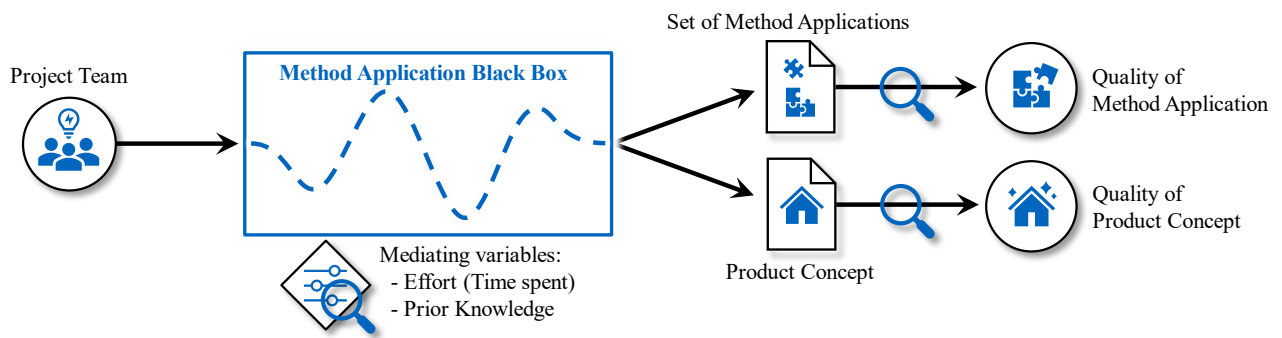 Project Team
Method Application Black Box
Mediating variables:
- Effort (Time spent)
- Prior Knowledge
Set of Method Applications
Quality of
Method Application
Product Concept
Quality of
Product Concept